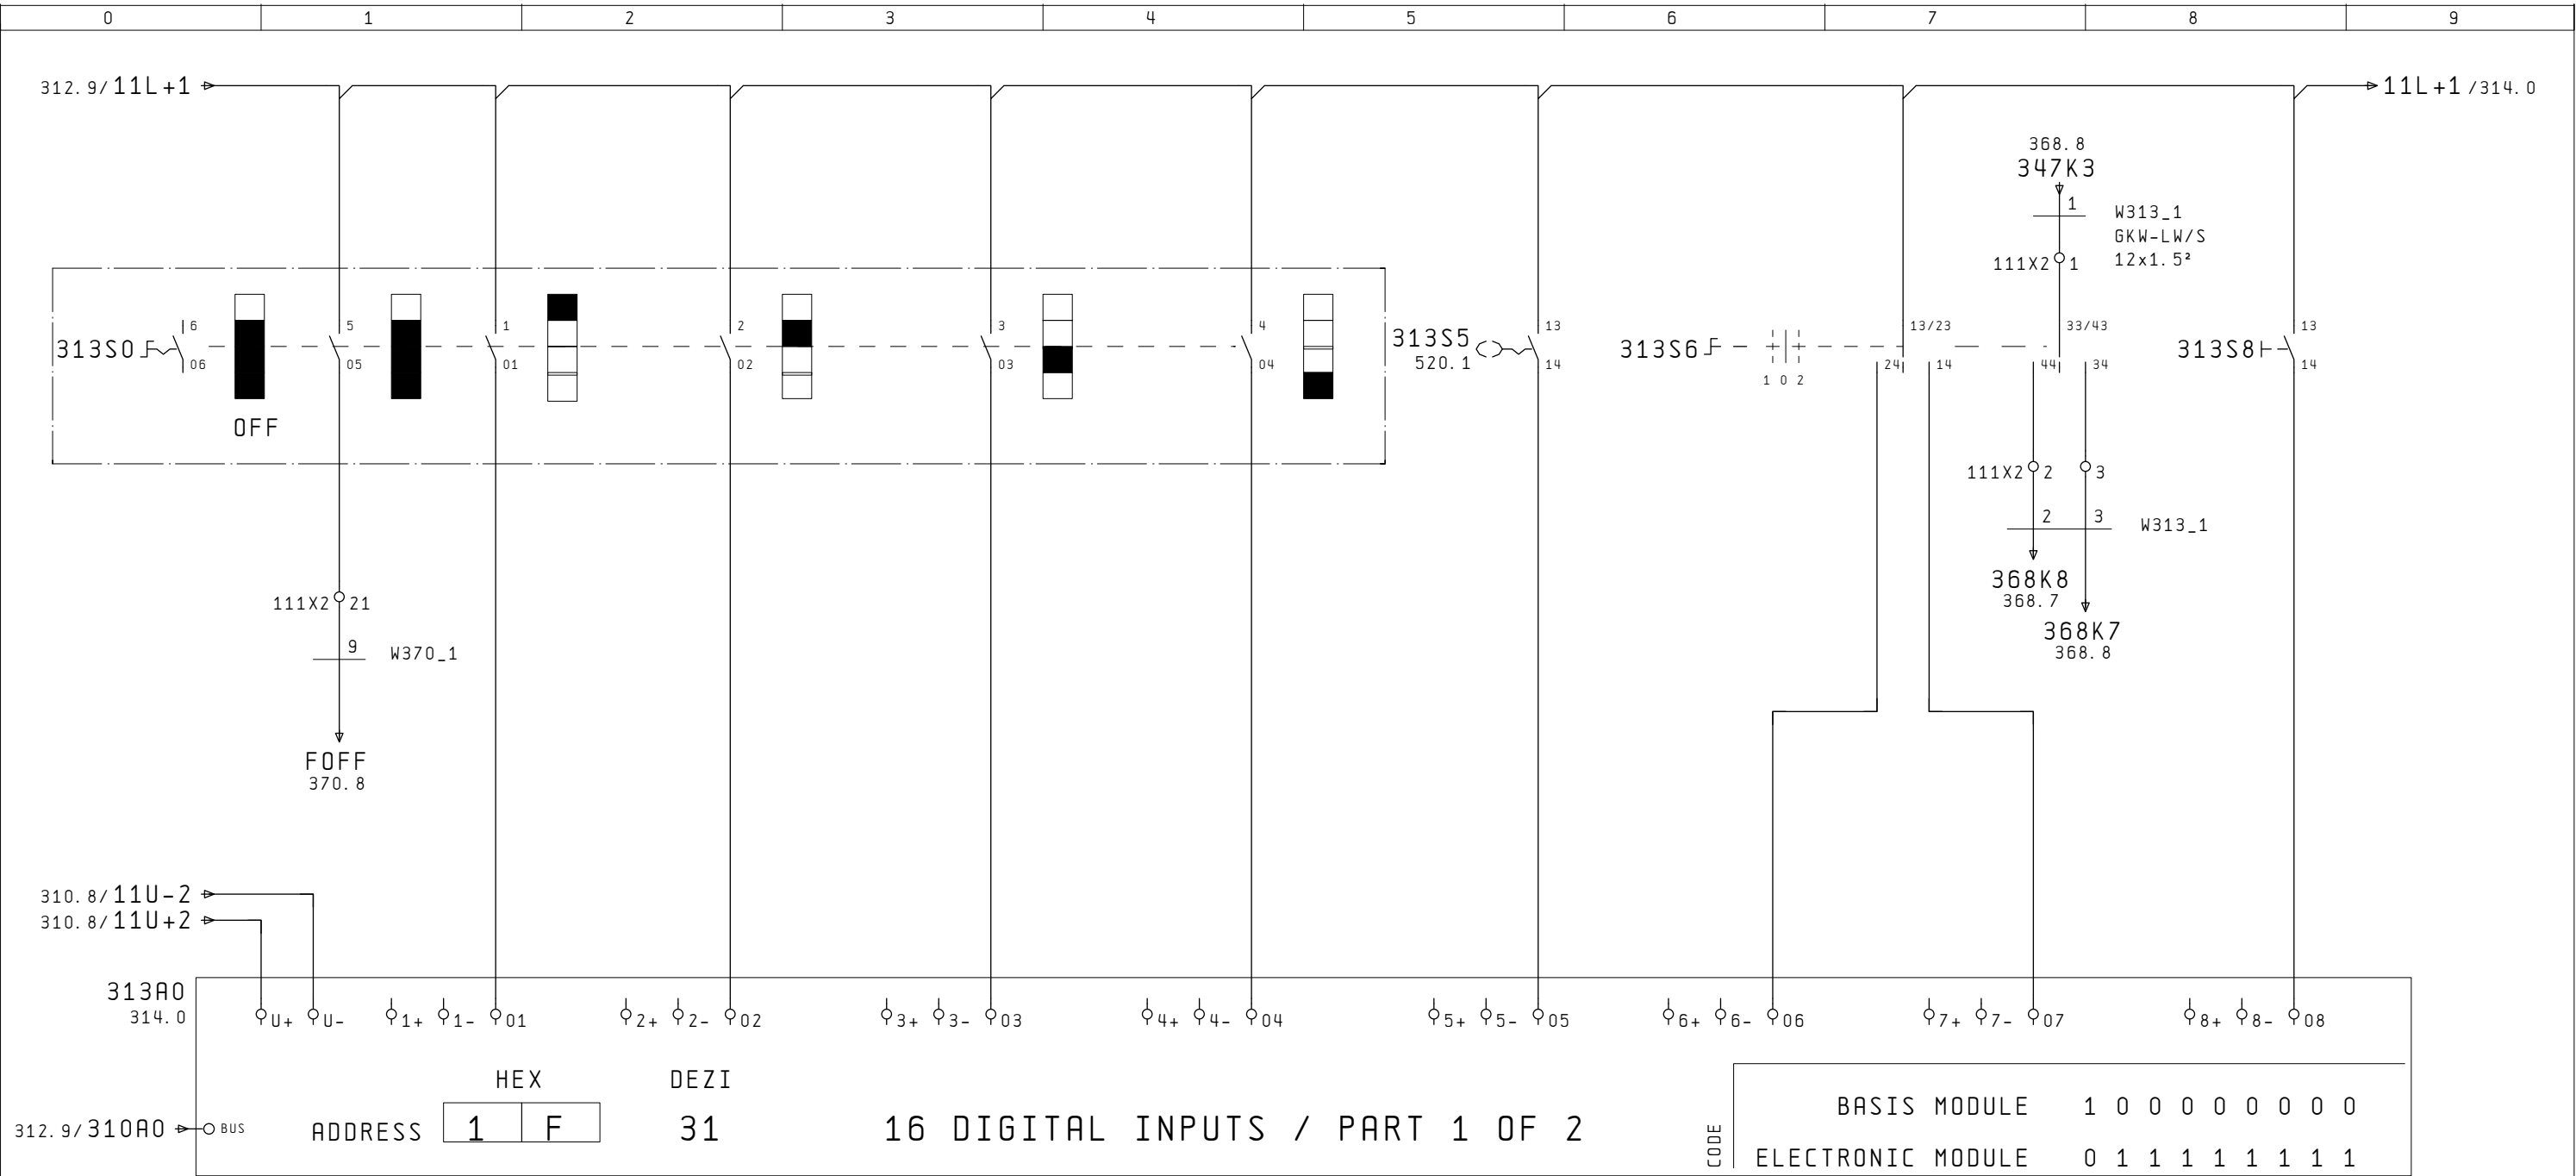 0 1 2 3 4 5 6 7 8 9
312.9/11L+1 11L+1/314.0
368.8
347K3
1 W313_1
GKW-LW/S
111X2 1 12x1.5²
6 5 1 2 3 4 13 13/23 33/43 13
313S0 313S5 313S6 313S8
06 05 01 02 03 04 520.1 14 24 14 44 34 14
1 0 2
OFF
111X2 2 3
2 3 W313_1
368K8
368.7
111X2 21
368K7
9 W370_1 368.8
FOFF
370.8
310.8/11U-2
310.8/11U+2
313A0
314.0 U+ U- 1+ 1- 01 2+ 2- 02 3+ 3- 03 4+ 4- 04 5+ 5- 05 6+ 6- 06 7+ 7- 07 8+ 8- 08
HEX DEZI
BASIS MODULE 1 0 0 0 0 0 0 0 0
312.9/310A0 BUS ADDRESS 1 F 31 16 DIGITAL INPUTS / PART 1 OF 2
CODE ELECTRONIC MODULE 0 1 1 1 1 1 1 1 1